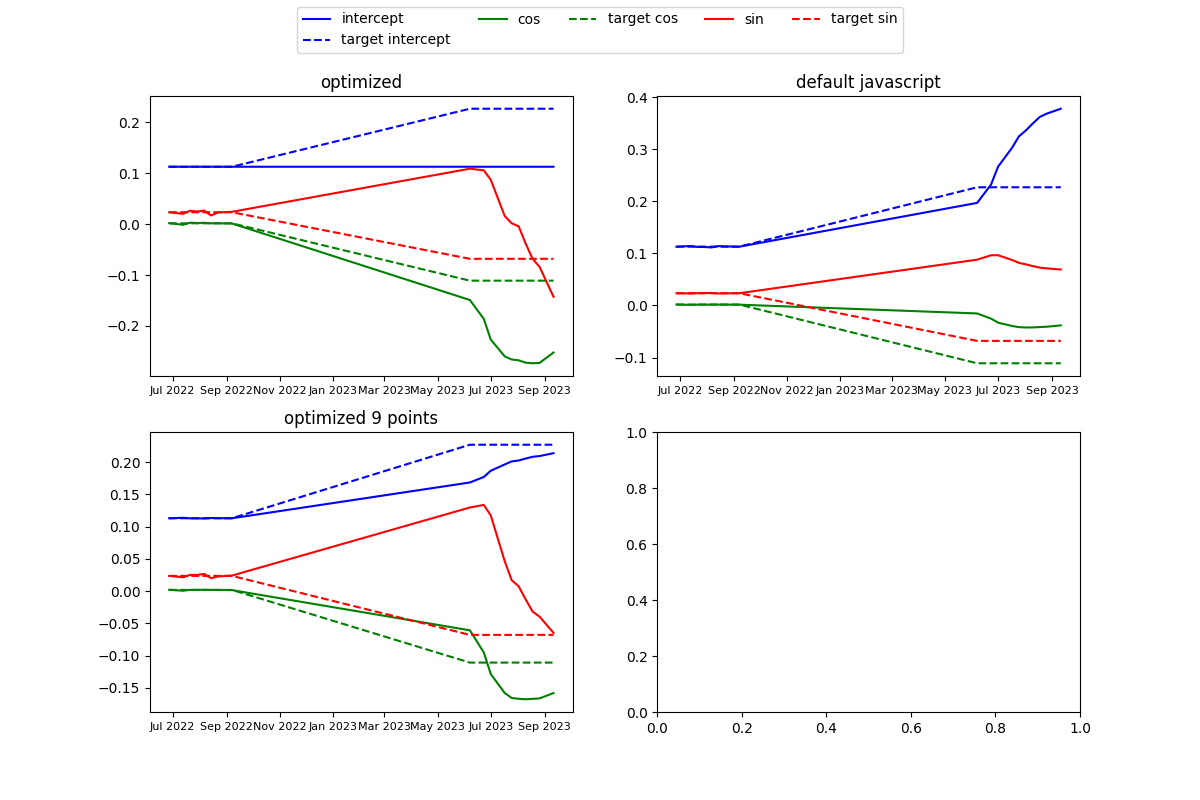 intercept cos target cos sin target sin
target intercept
optimized
0.2
0.1
0.0
−0.1
−0.2
Jul 2022 Sep 2022 Nov 2022 Jan 2023 Mar 2023 May 2023 Jul 2023 Sep 2023
default javascript
0.4
0.3
0.2
0.1
0.0
−0.1
Jul 2022 Sep 2022 Nov 2022 Jan 2023 Mar 2023 May 2023 Jul 2023 Sep 2023
optimized 9 points
0.20
0.15
0.10
0.05
0.00
−0.05
−0.10
−0.15
Jul 2022 Sep 2022 Nov 2022 Jan 2023 Mar 2023 May 2023 Jul 2023 Sep 2023
1.0
0.8
0.6
0.4
0.2
0.0
0.0 0.2 0.4 0.6 0.8 1.0